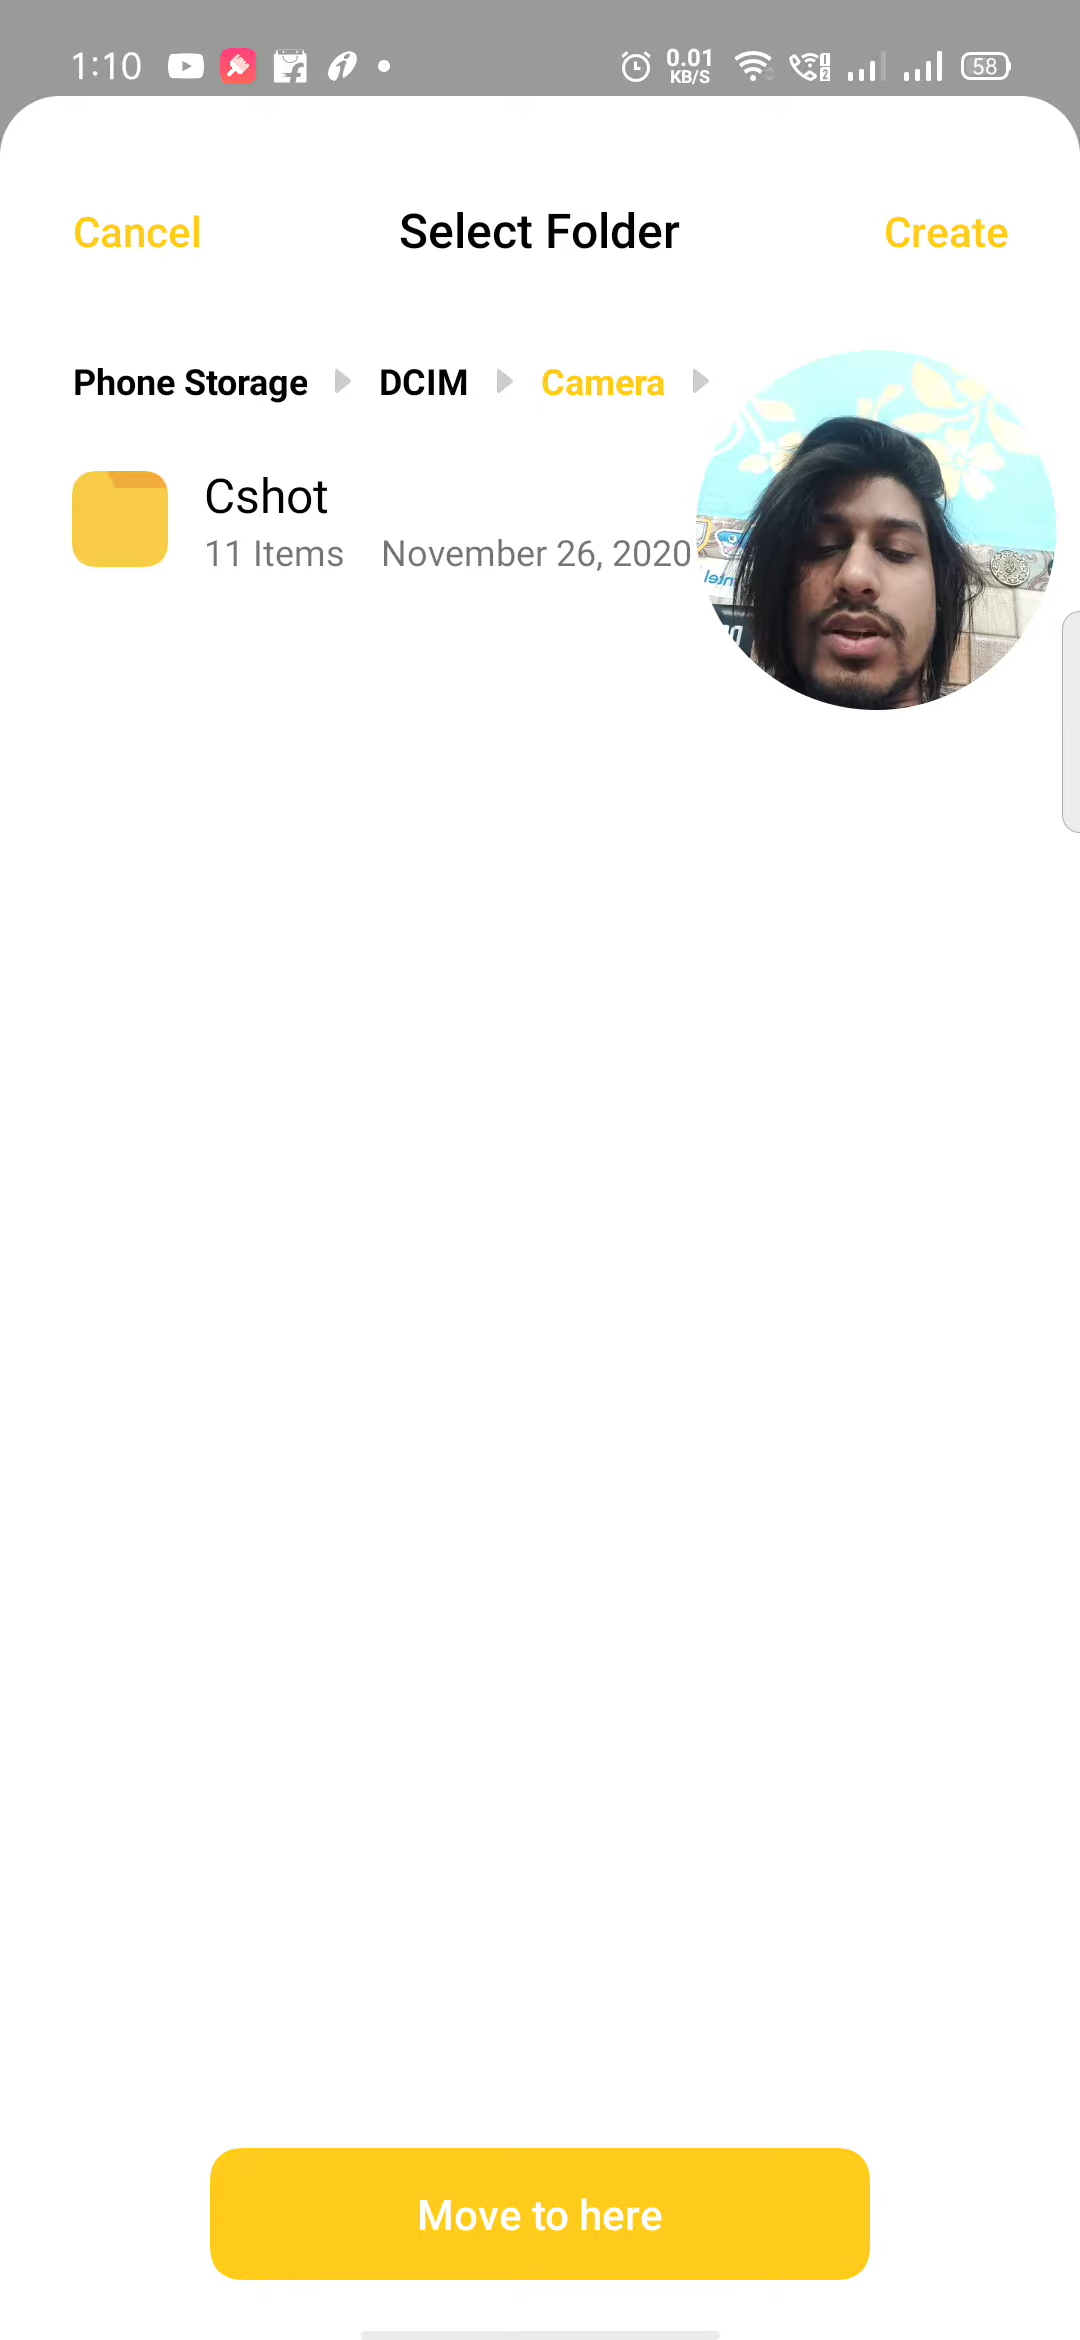 1:10 0.01 KB/S 58
Cancel Select Folder Create
Phone Storage DCIM Camera
Cshot
11 Items November 26, 2020
Move to here